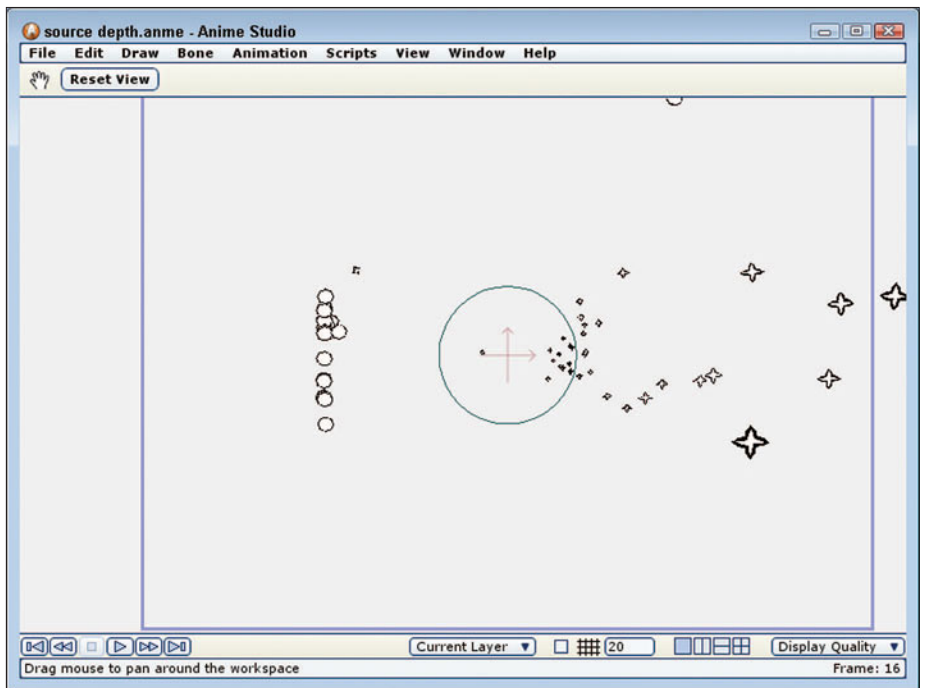 source depth.anme - Anime Studio
File Edit Draw Bone Animation Scripts View Window Help
Reset View
Current Layer 20 Display Quality
Drag mouse to pan around the workspace Frame: 16